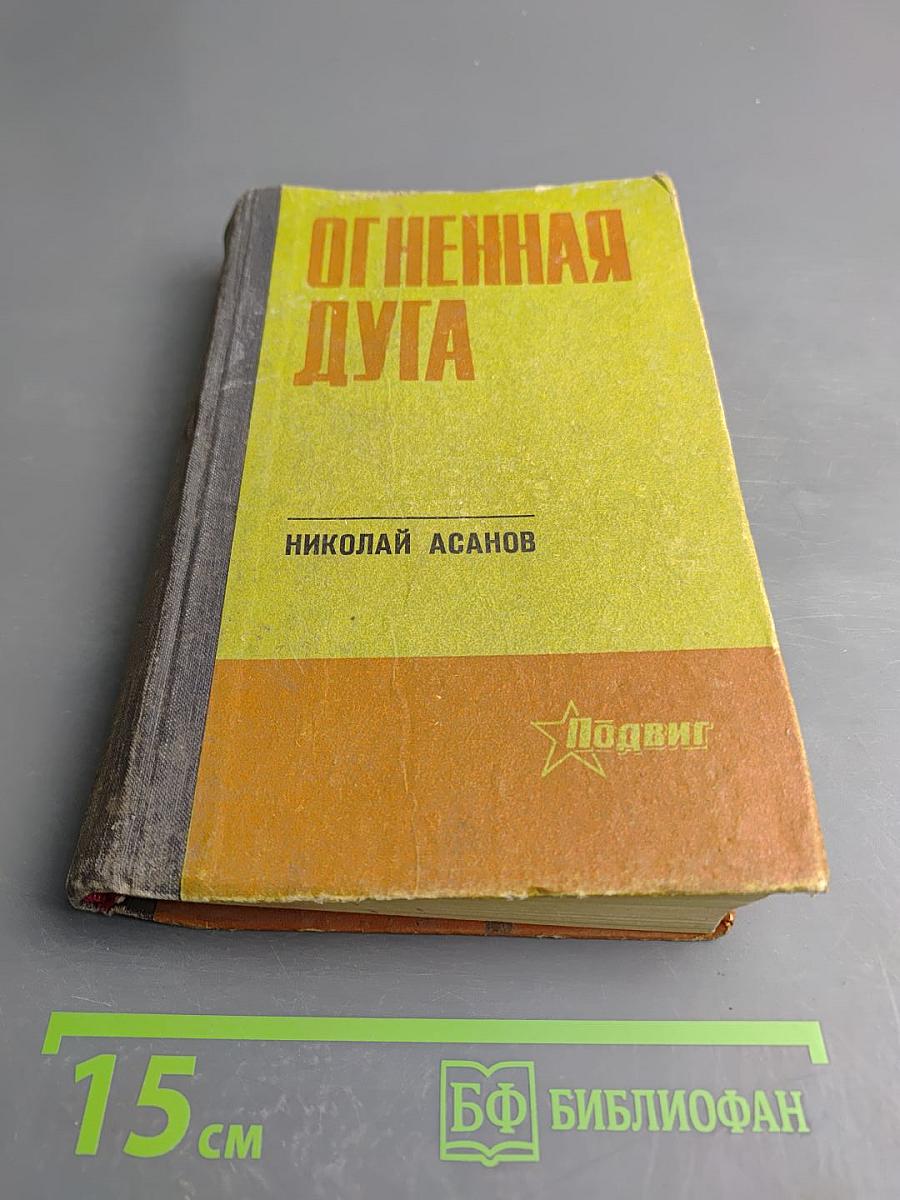 ОГНЕННАЯ
ДУГА
НИКОЛАЙ АСАНОВ
Подвиг
15 см
БФ БИБЛИОФАН